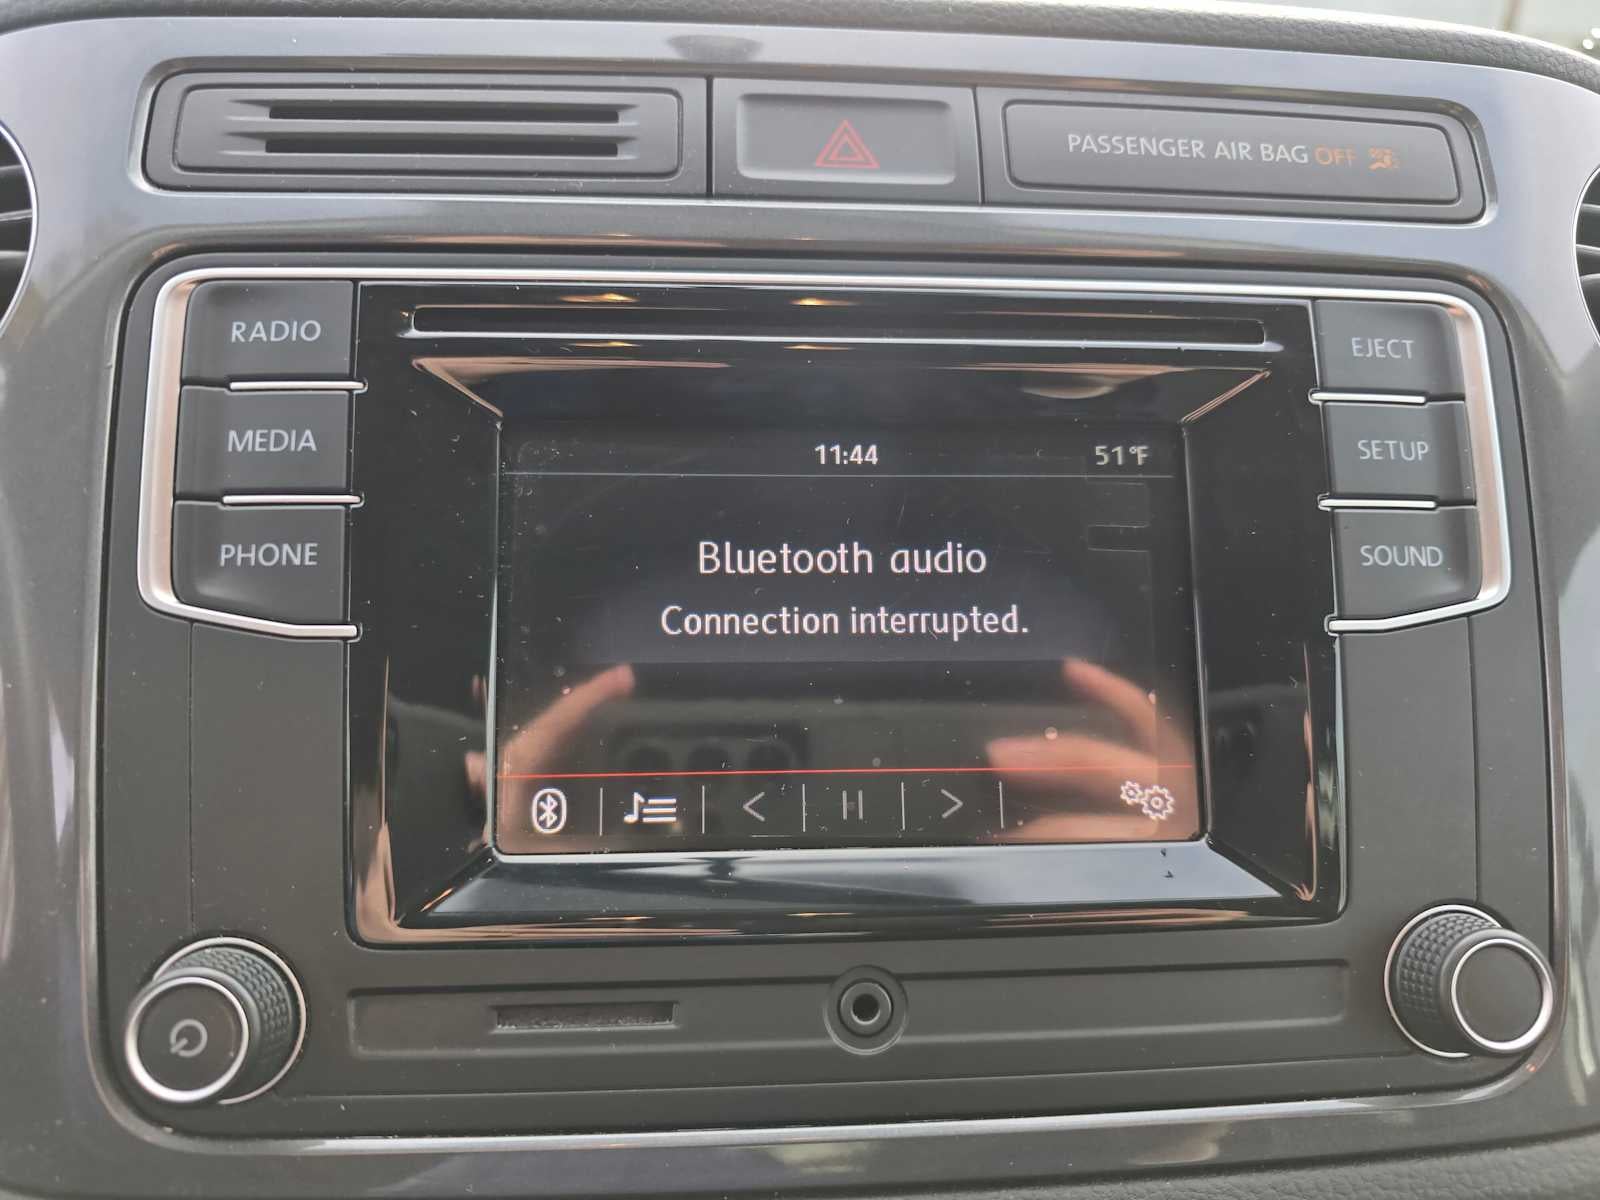 PASSENGER AIR BAG OFF
RADIO
EJECT
MEDIA
11:44
51°F
SETUP
PHONE
Bluetooth audio
SOUND
Connection interrupted.